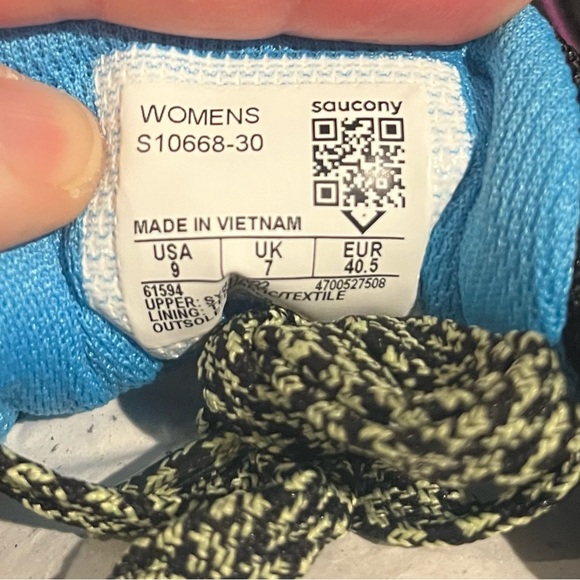 saucony
WOMENS
S10668-30
MADE IN VIETNAM
USA UK EUR
9 7 40.5
61594 4700527508
UPPER: /TEXTILE
LINING: